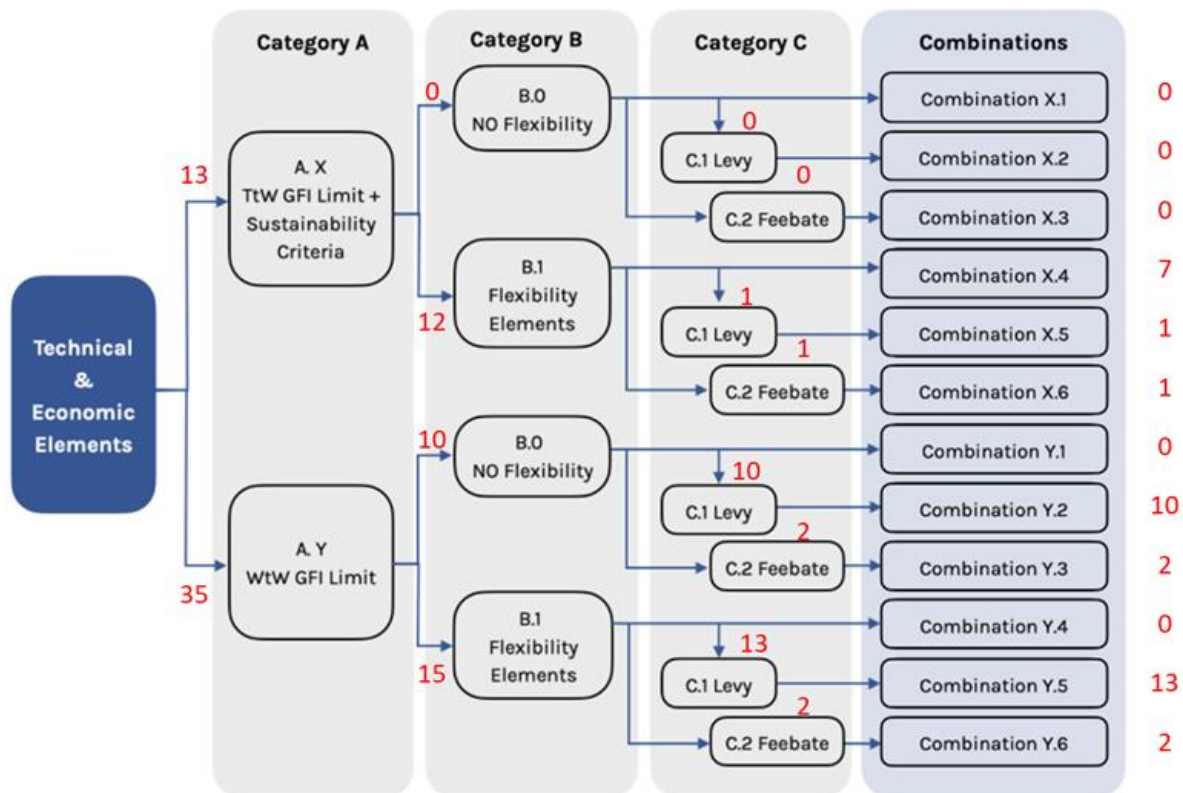 Category A
Category B
Category C
Combinations
Technical
&
Economic
Elements
13
A. X
TtW GFI Limit +
Sustainability
Criteria
35
A. Y
WtW GFI Limit
0
B.0
NO Flexibility
12
B.1
Flexibility
Elements
10
B.0
NO Flexibility
15
B.1
Flexibility
Elements
0
C.1 Levy
0
C.2 Feebate
1
C.1 Levy
1
C.2 Feebate
10
C.1 Levy
2
C.2 Feebate
13
C.1 Levy
2
C.2 Feebate
Combination X.1 0
Combination X.2 0
Combination X.3 0
Combination X.4 7
Combination X.5 1
Combination X.6 1
Combination Y.1 0
Combination Y.2 10
Combination Y.3 2
Combination Y.4 0
Combination Y.5 13
Combination Y.6 2